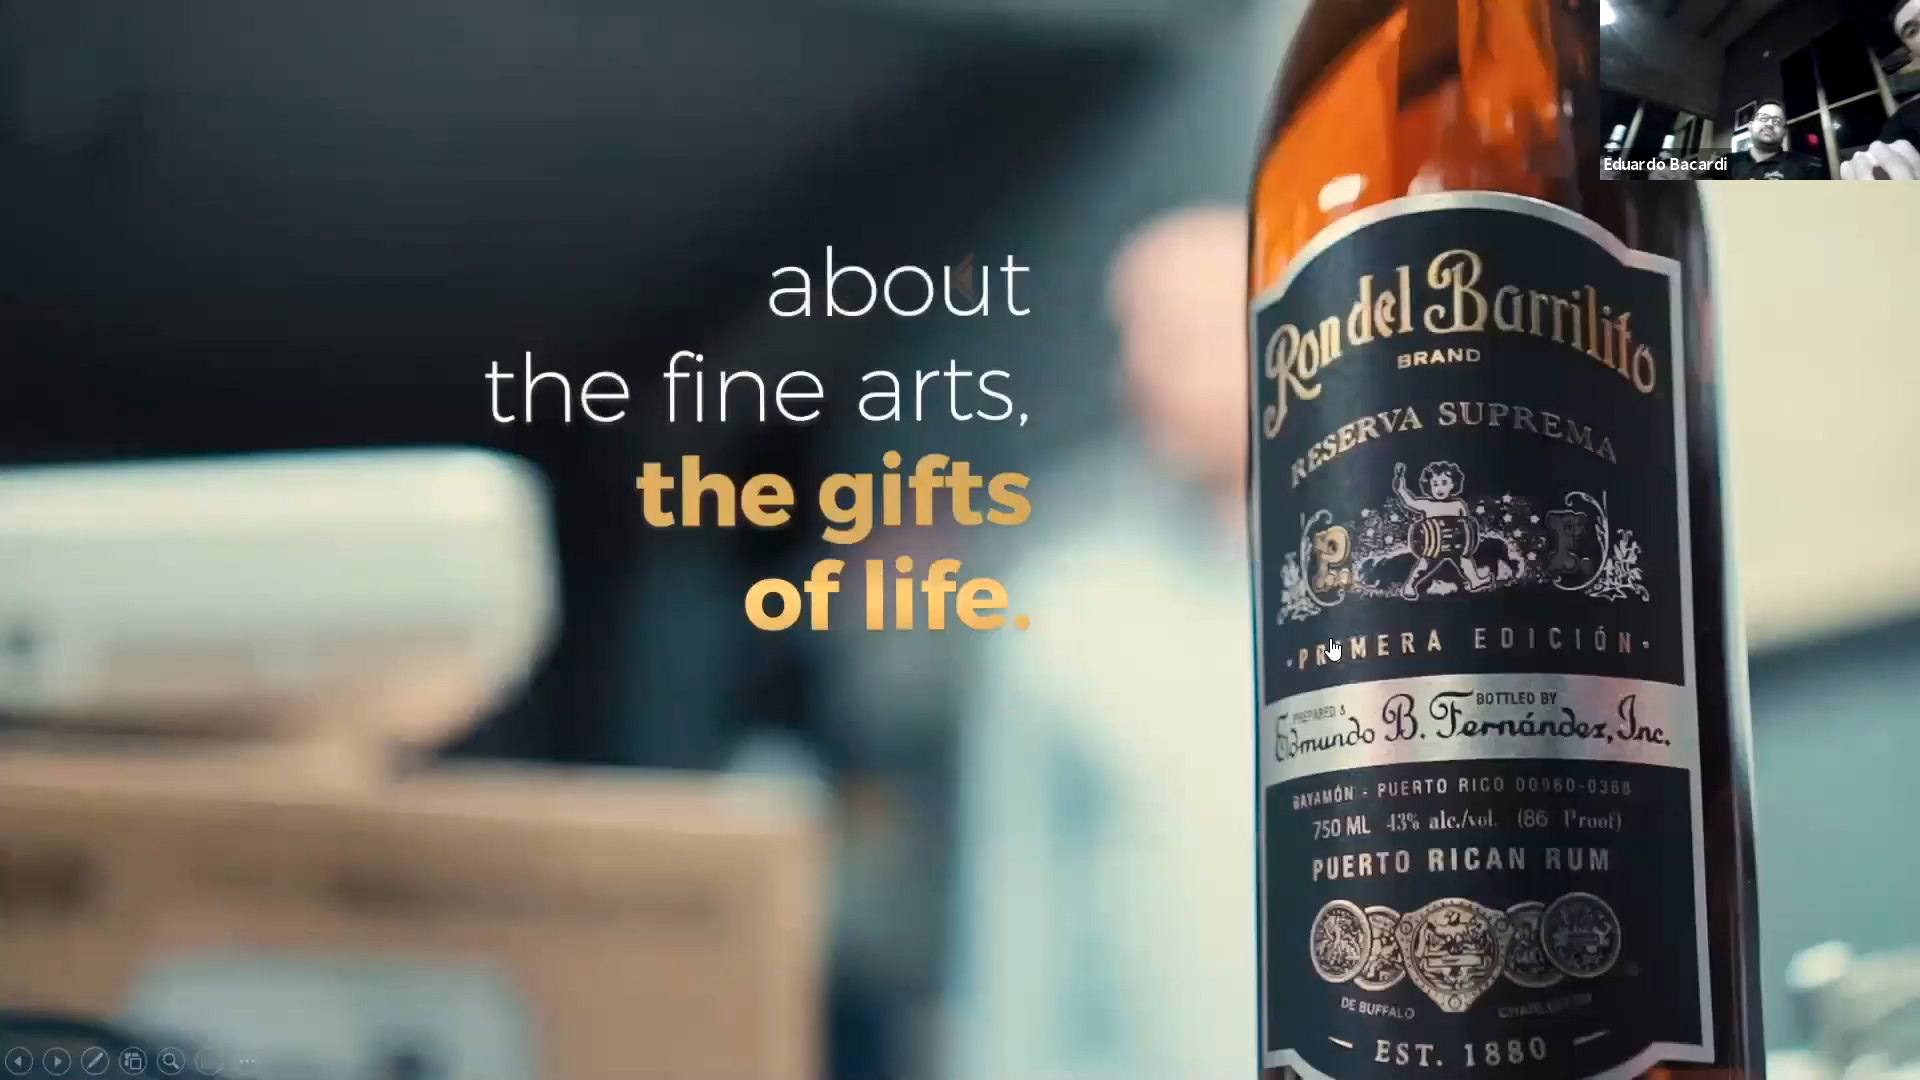 about
the fine arts,
the gifts
of life.
Eduardo Bacardi
Ron del Barrilito
BRAND
RESERVA SUPREMA
P. F.
·PRIMERA EDICIÓN·
PREPARED & BOTTLED BY
Edmundo B. Fernández, Inc.
BAYAMÓN - PUERTO RICO 00960-0368
750 ML 43% alc./vol. (86 Proof)
PUERTO RICAN RUM
DE BUFFALO
EST. 1880